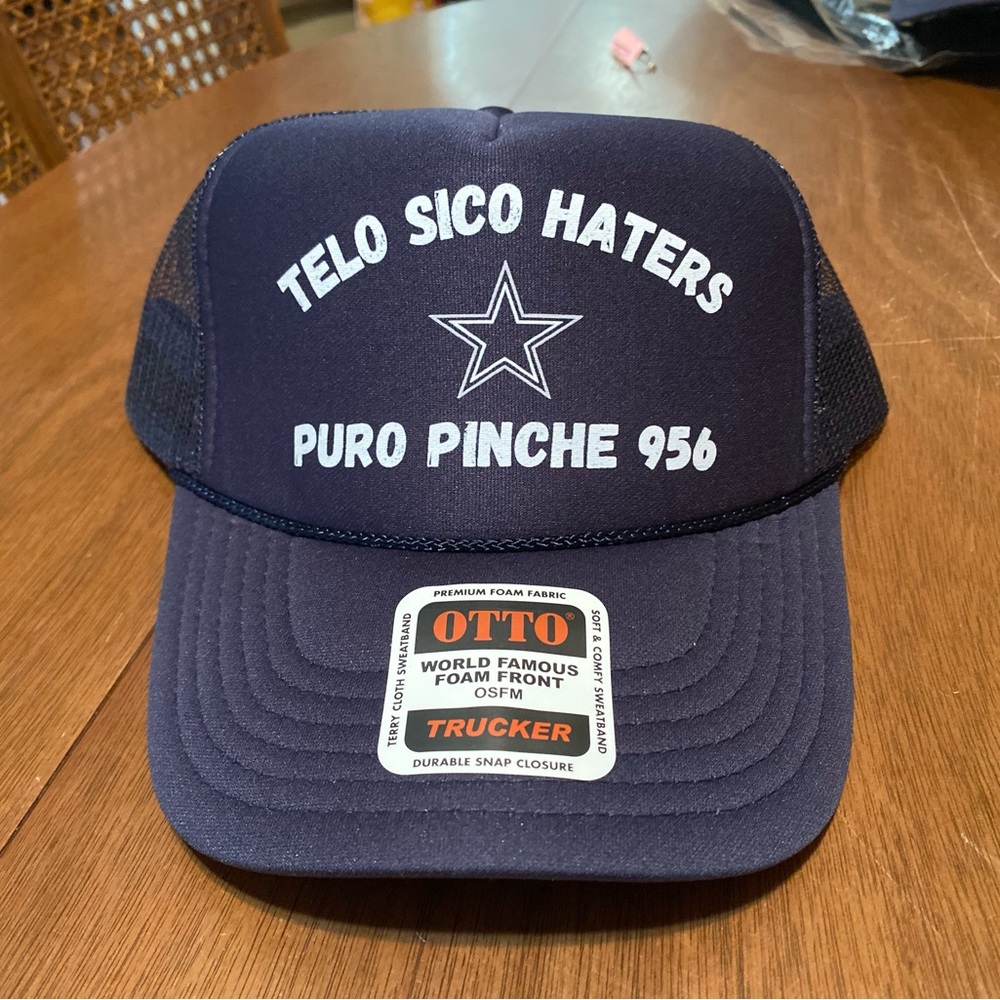 TELO SICO HATERS
PURO PINCHE 956
PREMIUM FOAM FABRIC
TERRY CLOTH SWEATBAND
SOFT & COMFY SWEATBAND
OTTO®
WORLD FAMOUS
FOAM FRONT
OSFM
TRUCKER
DURABLE SNAP CLOSURE